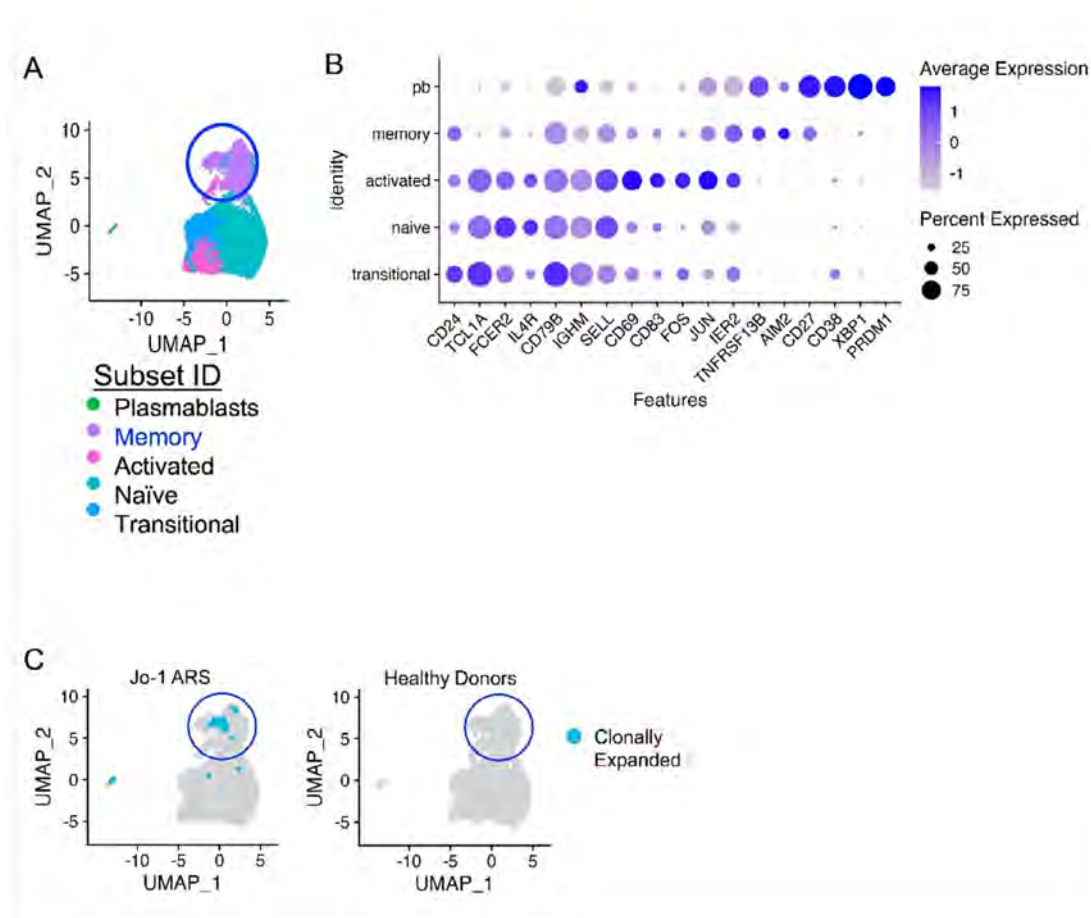 A
UMAP_2
10
5
0
-5
-10 -5 0 5
UMAP_1
Subset ID
Plasmablasts
Memory
Activated
Naïve
Transitional
B
Identity
pb
memory
activated
naive
transitional
CD24 TCL1A FCER2 IL4R CD79B IGHM SELL CD69 CD83 FOS JUN IER2 TNFRSF13B AIM2 CD27 CD38 XBP1 PRDM1
Features
Average Expression
1
0
-1
Percent Expressed
25
50
75
C
Jo-1 ARS
UMAP_2
10
5
0
-5
-10 -5 0 5
UMAP_1
Healthy Donors
UMAP_2
10
5
0
-5
-10 -5 0 5
UMAP_1
Clonally
Expanded